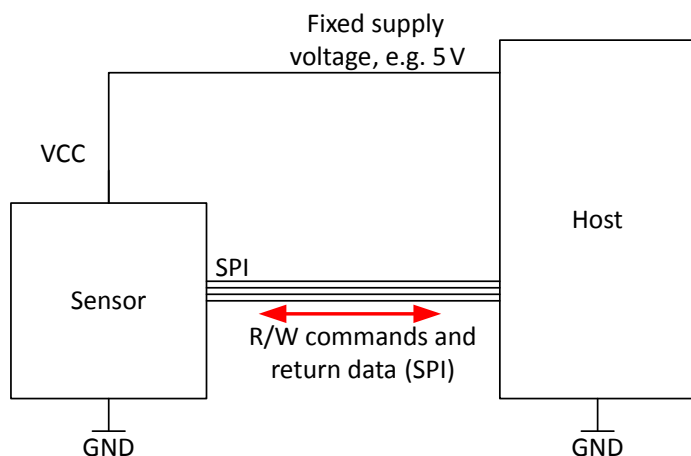 Fixed supply
voltage, e.g. 5 V
VCC
Host
SPI
Sensor
R/W commands and
return data (SPI)
GND
GND